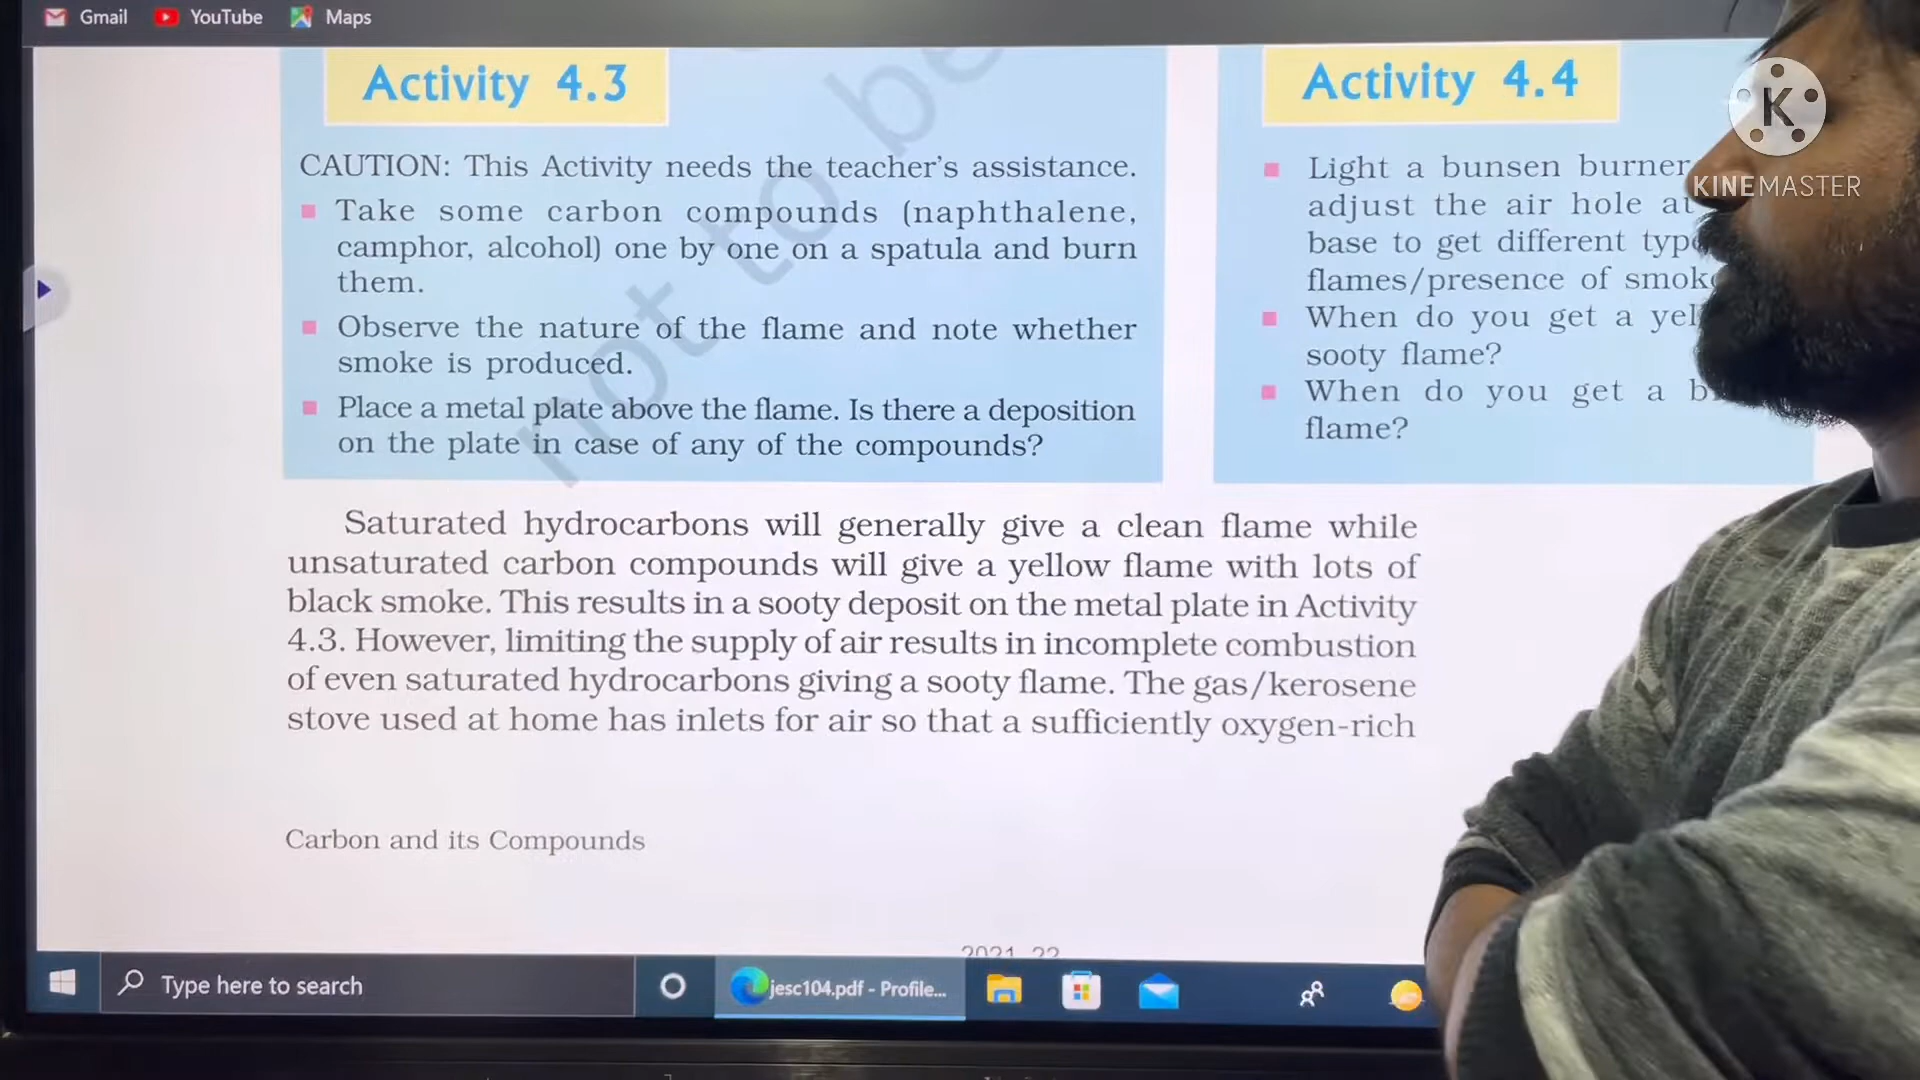 Gmail YouTube Maps
Activity 4.3
CAUTION: This Activity needs the teacher's assistance.
Take some carbon compounds (naphthalene,
camphor, alcohol) one by one on a spatula and burn
them.
Observe the nature of the flame and note whether
smoke is produced.
Place a metal plate above the flame. Is there a deposition
on the plate in case of any of the compounds?
not to be
Activity 4.4
Light a bunsen burner
adjust the air hole at
base to get different
flames/presence of
When do you get a
sooty flame?
When do you get a
flame?
K
KINEMASTER
Saturated hydrocarbons will generally give a clean flame while
unsaturated carbon compounds will give a yellow flame with lots of
black smoke. This results in a sooty deposit on the metal plate in Activity
4.3. However, limiting the supply of air results in incomplete combustion
of even saturated hydrocarbons giving a sooty flame. The gas/kerosene
stove used at home has inlets for air so that a sufficiently oxygen-rich
Carbon and its Compounds
Type here to search
jesc104.pdf - Profile...